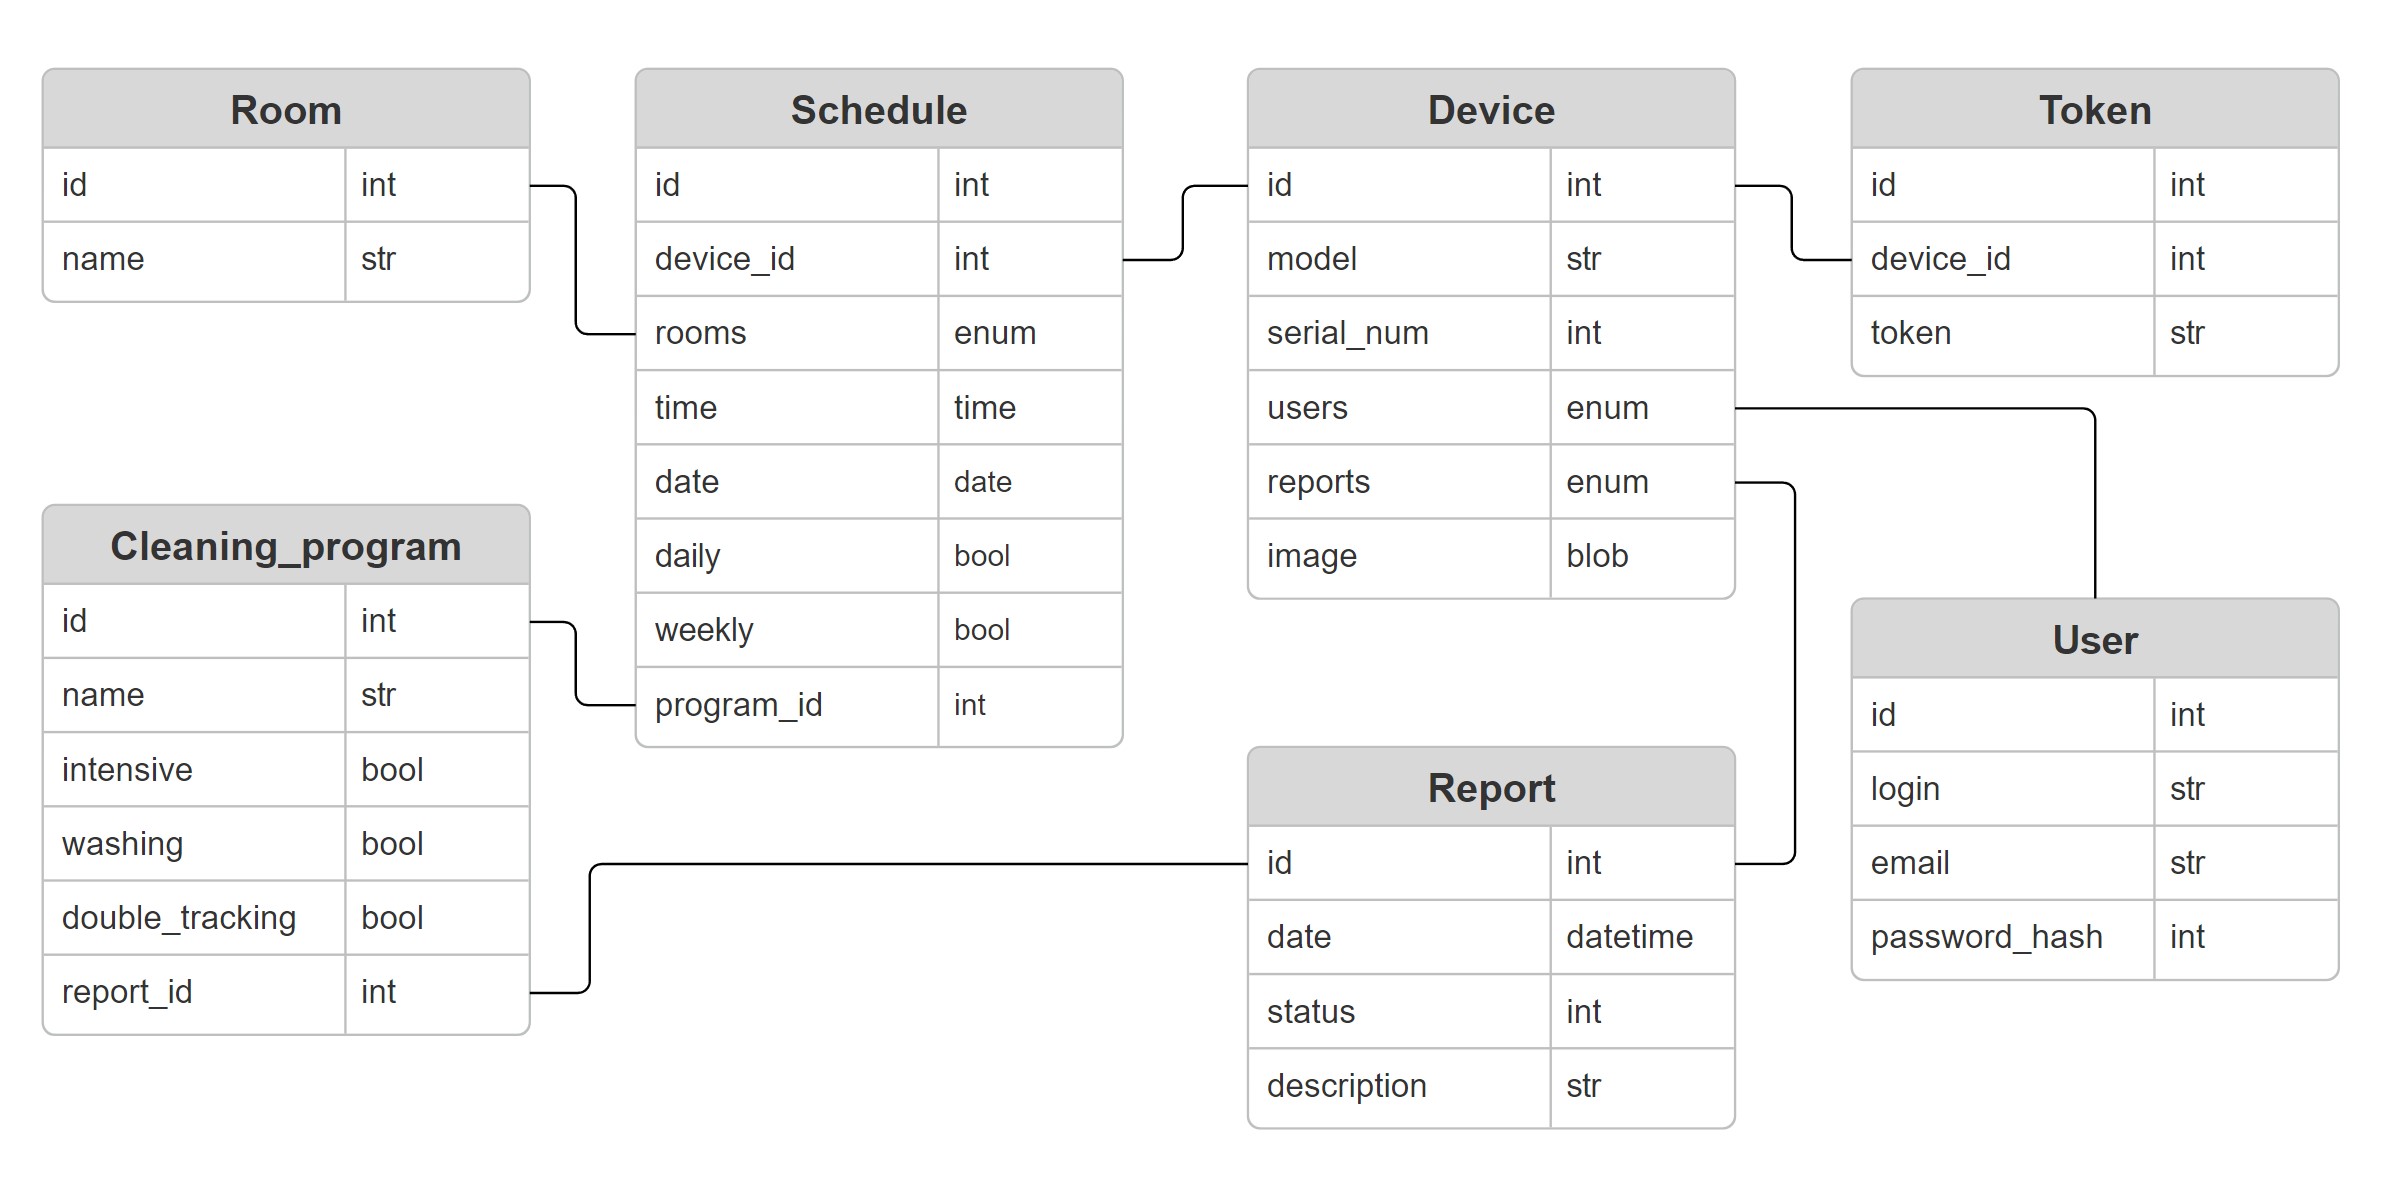 Room
id int
name str
Schedule
id int
device_id int
rooms enum
time time
date date
daily bool
weekly bool
program_id int
Device
id int
model str
serial_num int
users enum
reports enum
image blob
Token
id int
device_id int
token str
Cleaning_program
id int
name str
intensive bool
washing bool
double_tracking bool
report_id int
Report
id int
date datetime
status int
description str
User
id int
login str
email str
password_hash int